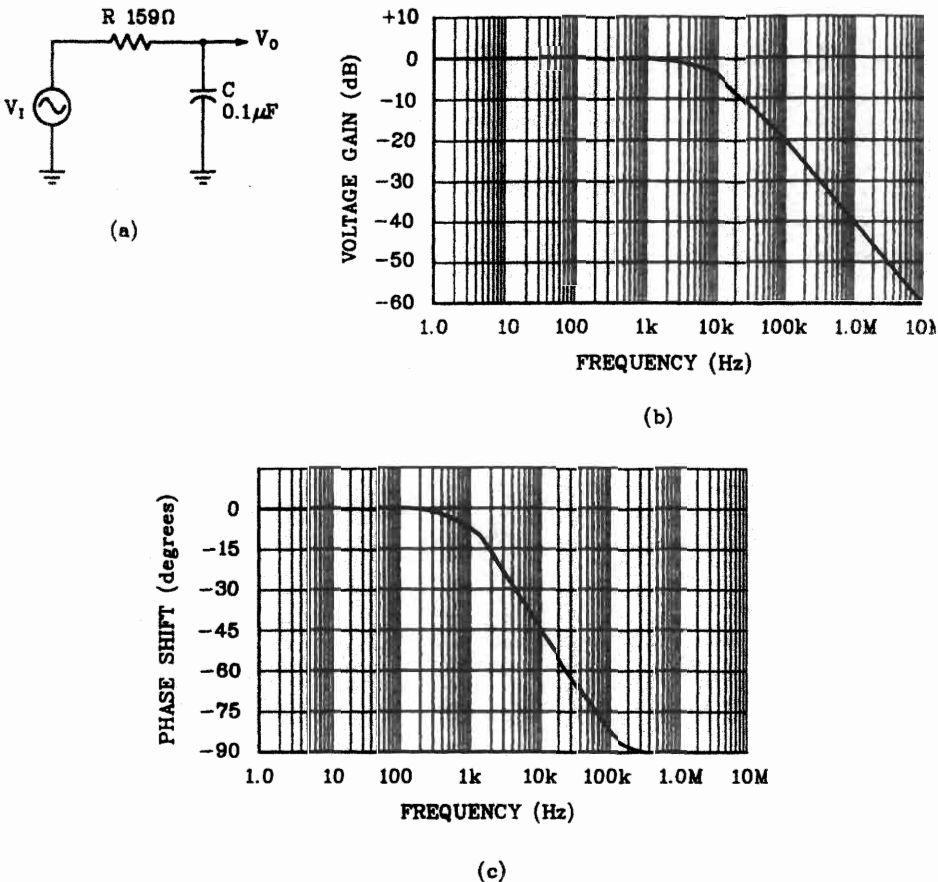 R 159Ω
V₀
V_I
C
0.1μF
(a)
VOLTAGE GAIN (dB)
+10
0
-10
-20
-30
-40
-50
-60
1.0 10 100 1k 10k 100k 1.0M 10M
FREQUENCY (Hz)
(b)
PHASE SHIFT (degrees)
0
-15
-30
-45
-60
-75
-90
1.0 10 100 1k 10k 100k 1.0M 10M
FREQUENCY (Hz)
(c)